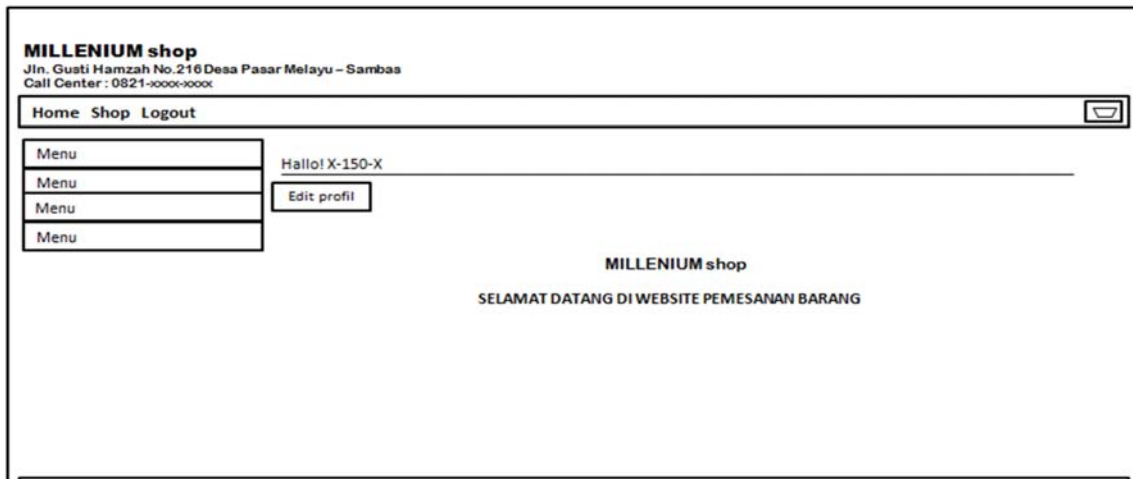 MILLENIUM shop
Jln. Gusti Hamzah No.216 Desa Pasar Melayu – Sambas
Call Center : 0821-xxxx-xxxx
Home Shop Logout
Menu
Menu
Menu
Menu
Hallo! X-150-X
Edit profil
MILLENIUM shop
SELAMAT DATANG DI WEBSITE PEMESANAN BARANG